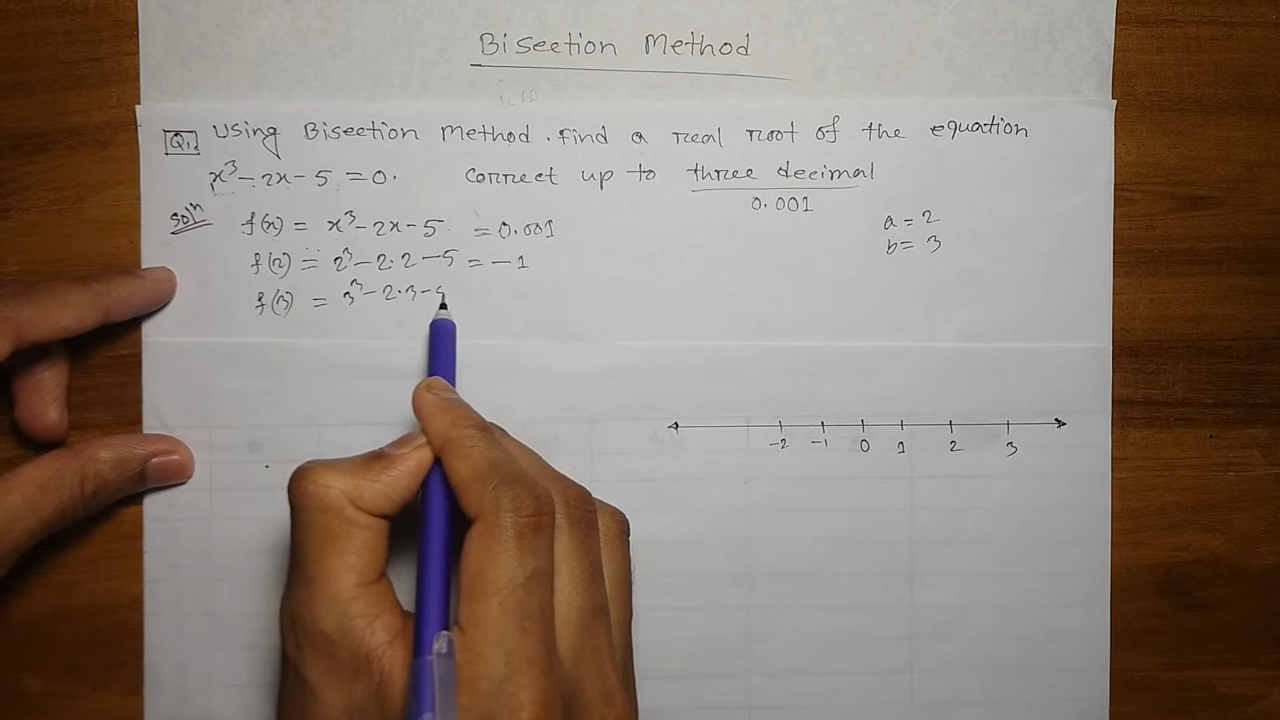 Bisection Method
Q1. Using Bisection Method. Find a real root of the equation
x³ - 2x - 5 = 0. Correct up to three decimal
0.001
Solⁿ f(x) = x³ - 2x - 5. = 0.001
a = 2
f(2) = 2³ - 2·2 - 5 = -1
b = 3
f(3) = 3³ - 2·3 -
-2 -1 0 1 2 3